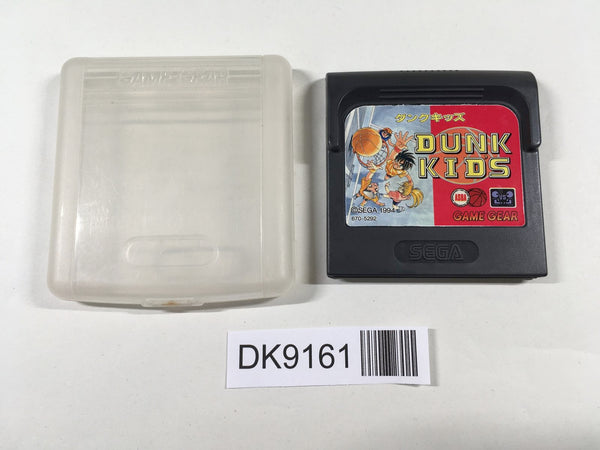 GAME GEAR
ダンクキッズ
DUNK
KIDS
©SEGA 1994
670-5292
GAME GEAR
SEGA
DK9161